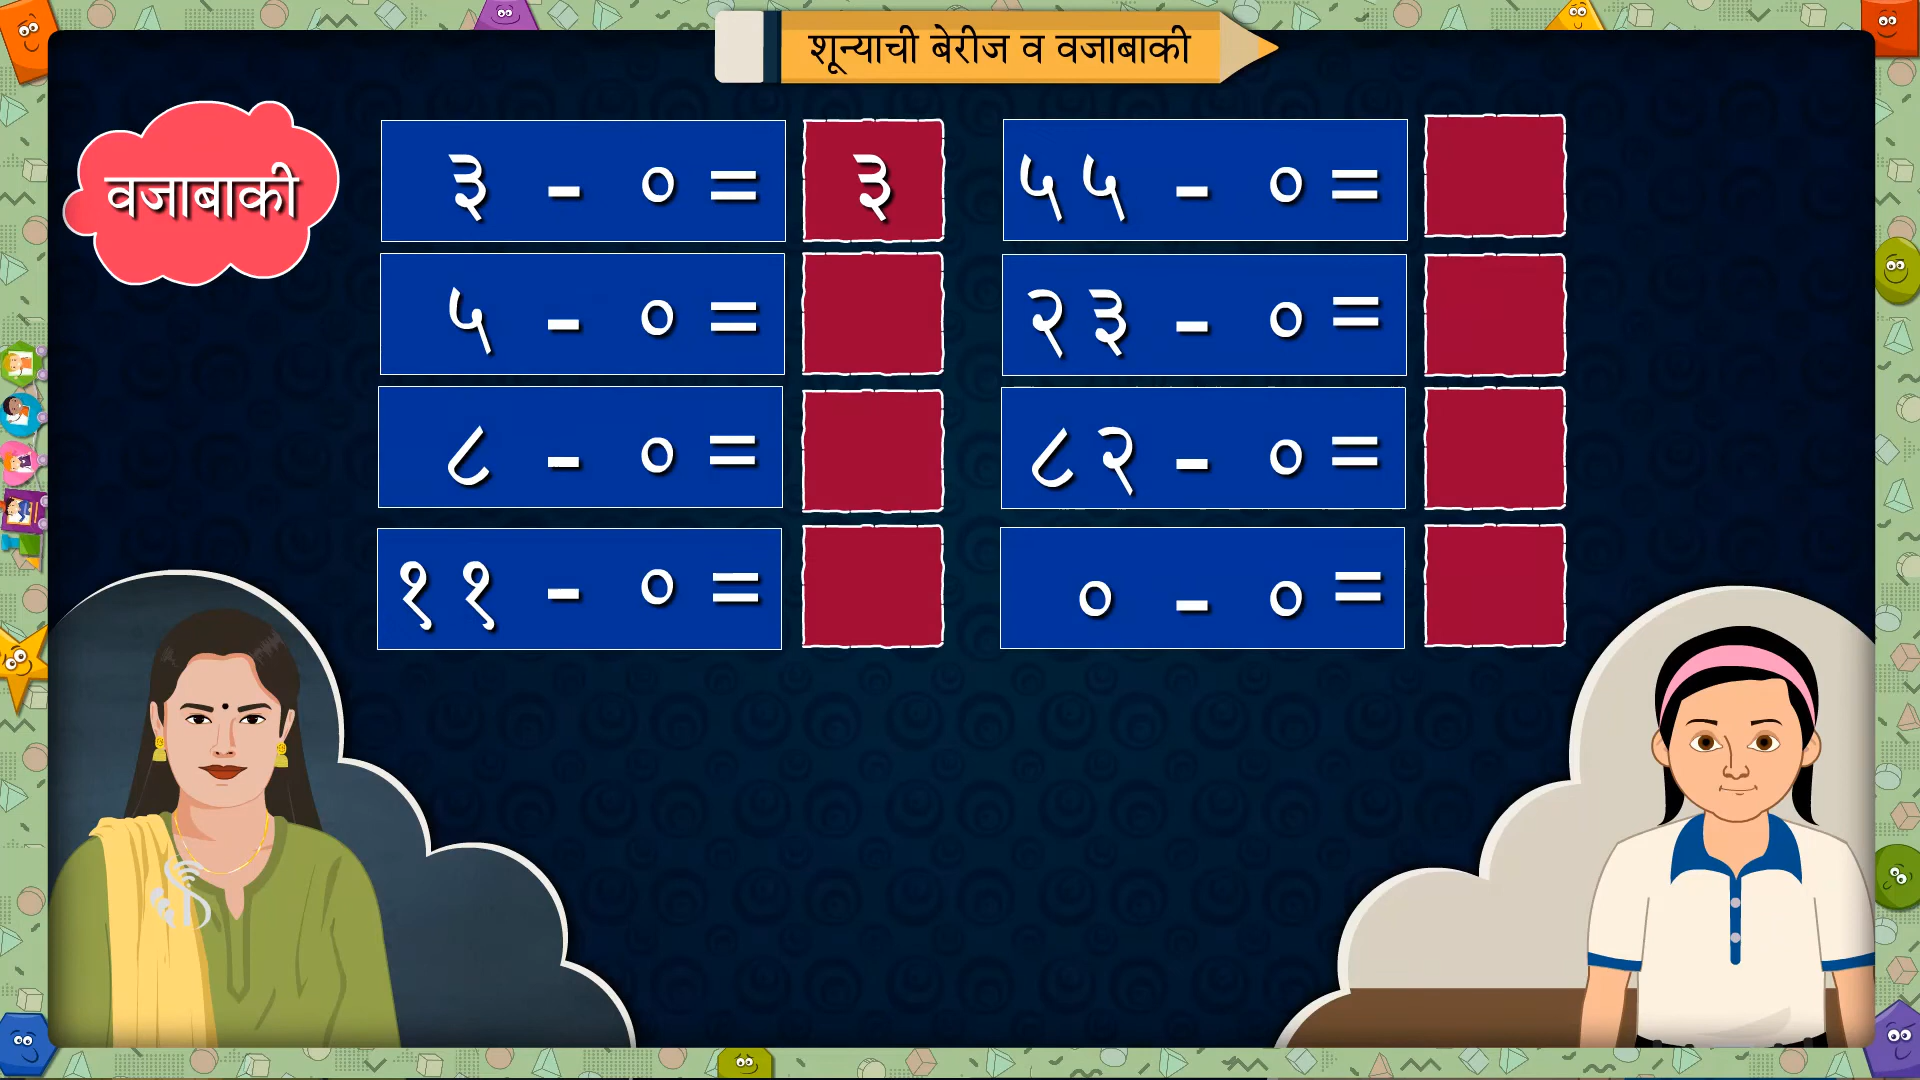 शून्याची बेरीज व वजाबाकी
वजाबाकी
३ - ० = ३
५ - ० =
८ - ० =
११ - ० =
५५ - ० =
२३ - ० =
८२ - ० =
० - ० =